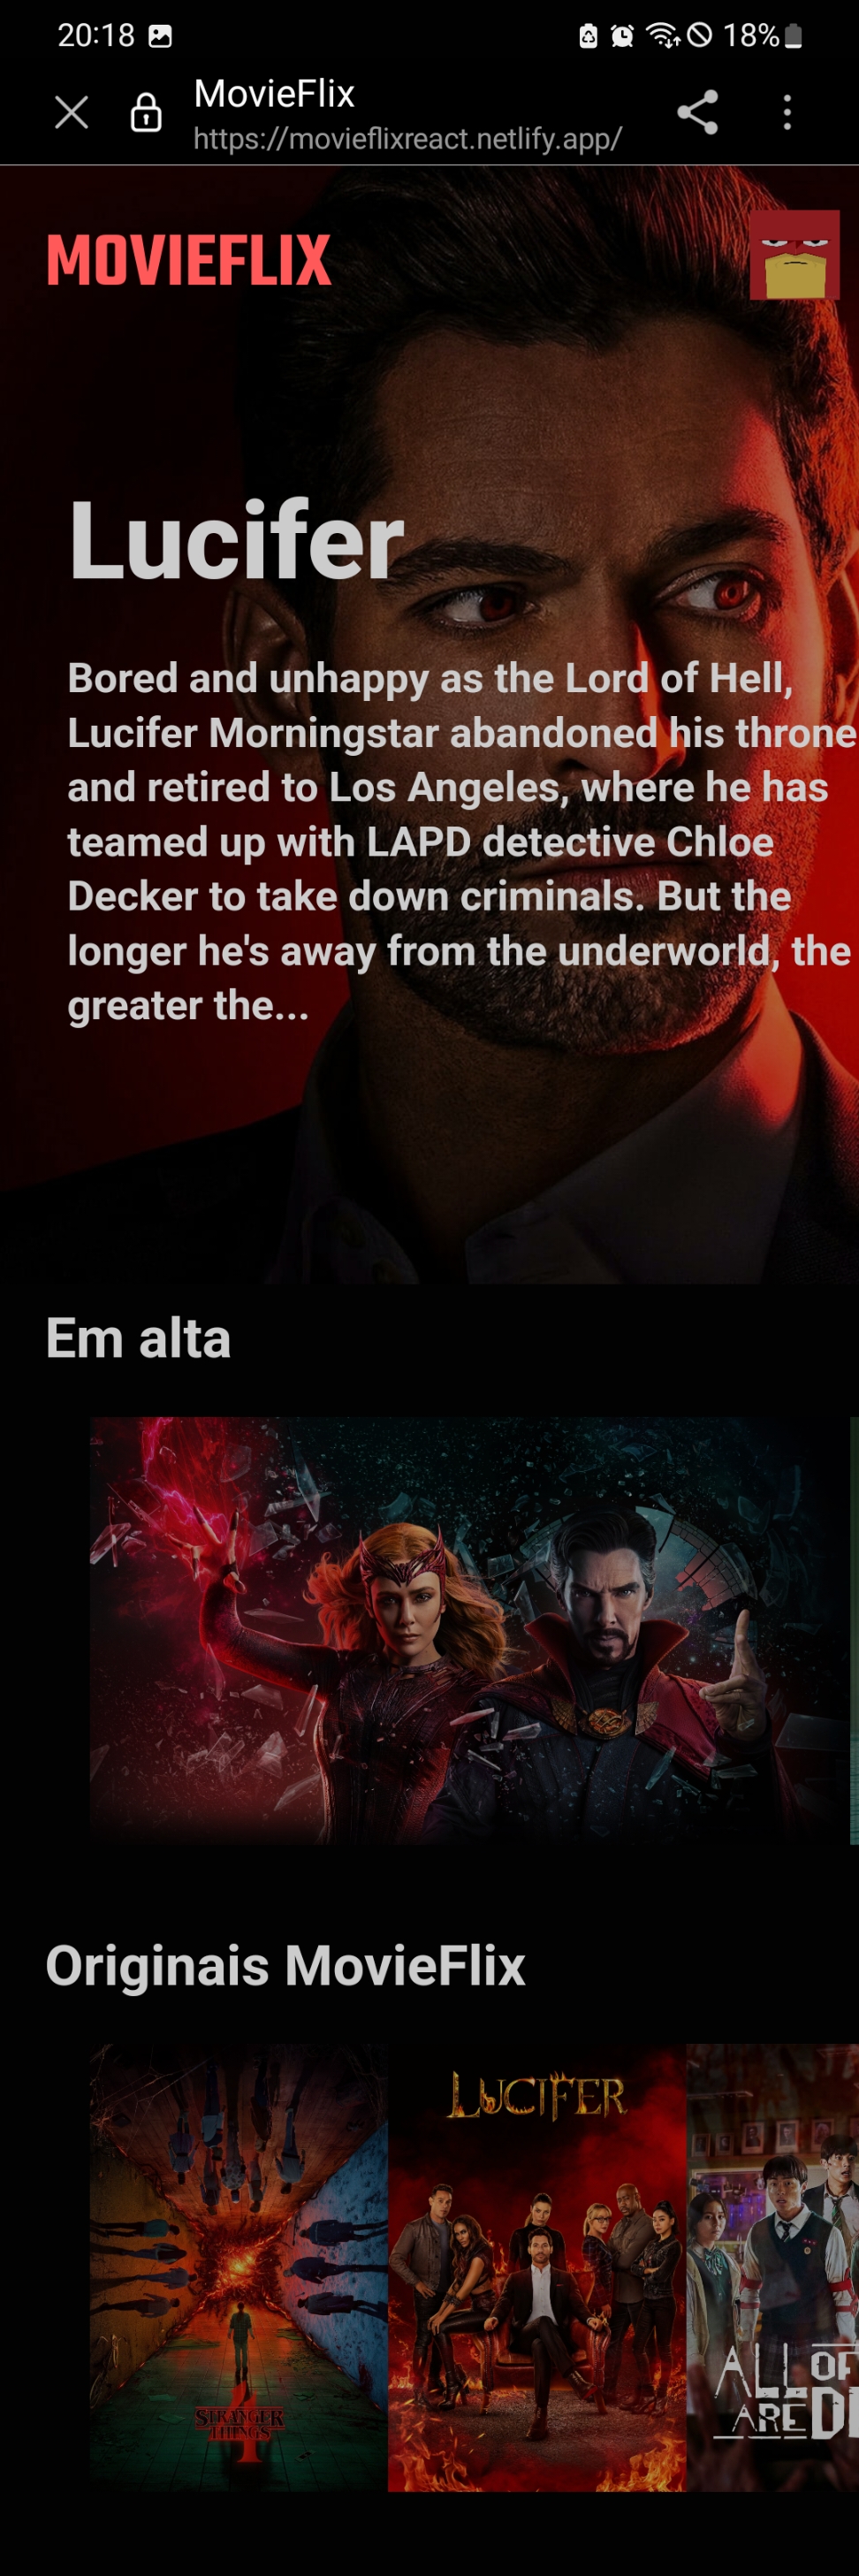 20:18
18%
MovieFlix
https://movieflixreact.netlify.app/
MOVIEFLIX
Lucifer
Bored and unhappy as the Lord of Hell,
Lucifer Morningstar abandoned his throne
and retired to Los Angeles, where he has
teamed up with LAPD detective Chloe
Decker to take down criminals. But the
longer he's away from the underworld, the
greater the...
Em alta
Originais MovieFlix
LUCIFER
STRANGER
THINGS
4
ALL OF
ARE